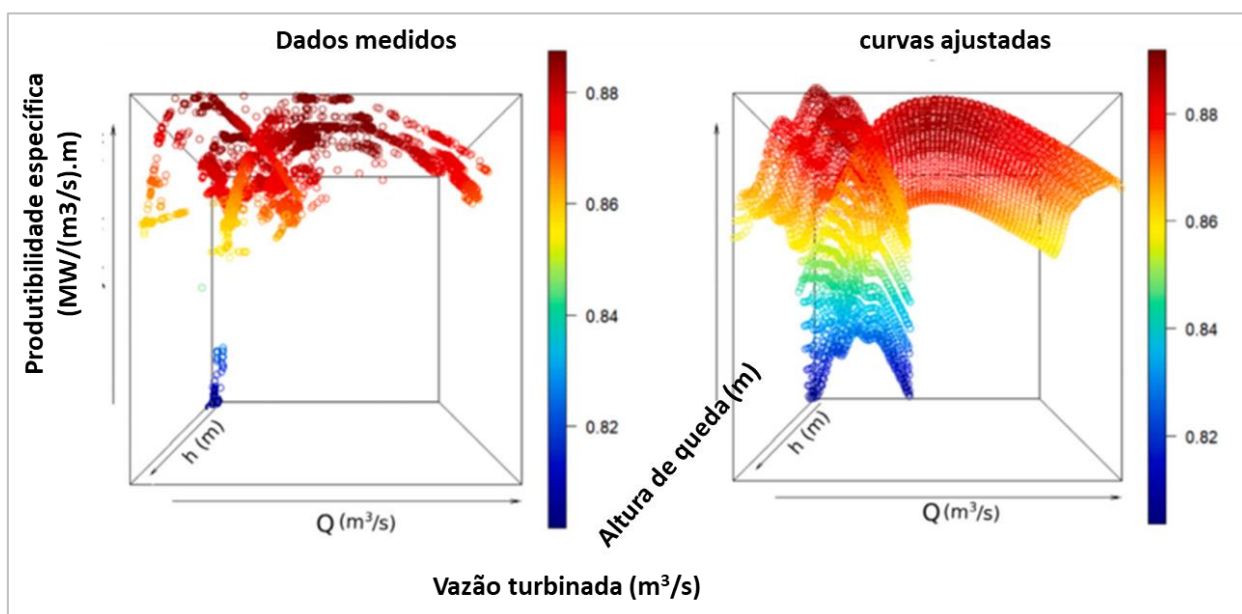 Dados medidos
curvas ajustadas
Produtibilidade específica
(MW/(m3/s).m)
0.88
0.86
0.84
0.82
h (m)
Q (m³/s)
Altura de queda (m)
0.88
0.86
0.84
0.82
h (m)
Q (m³/s)
Vazão turbinada (m³/s)